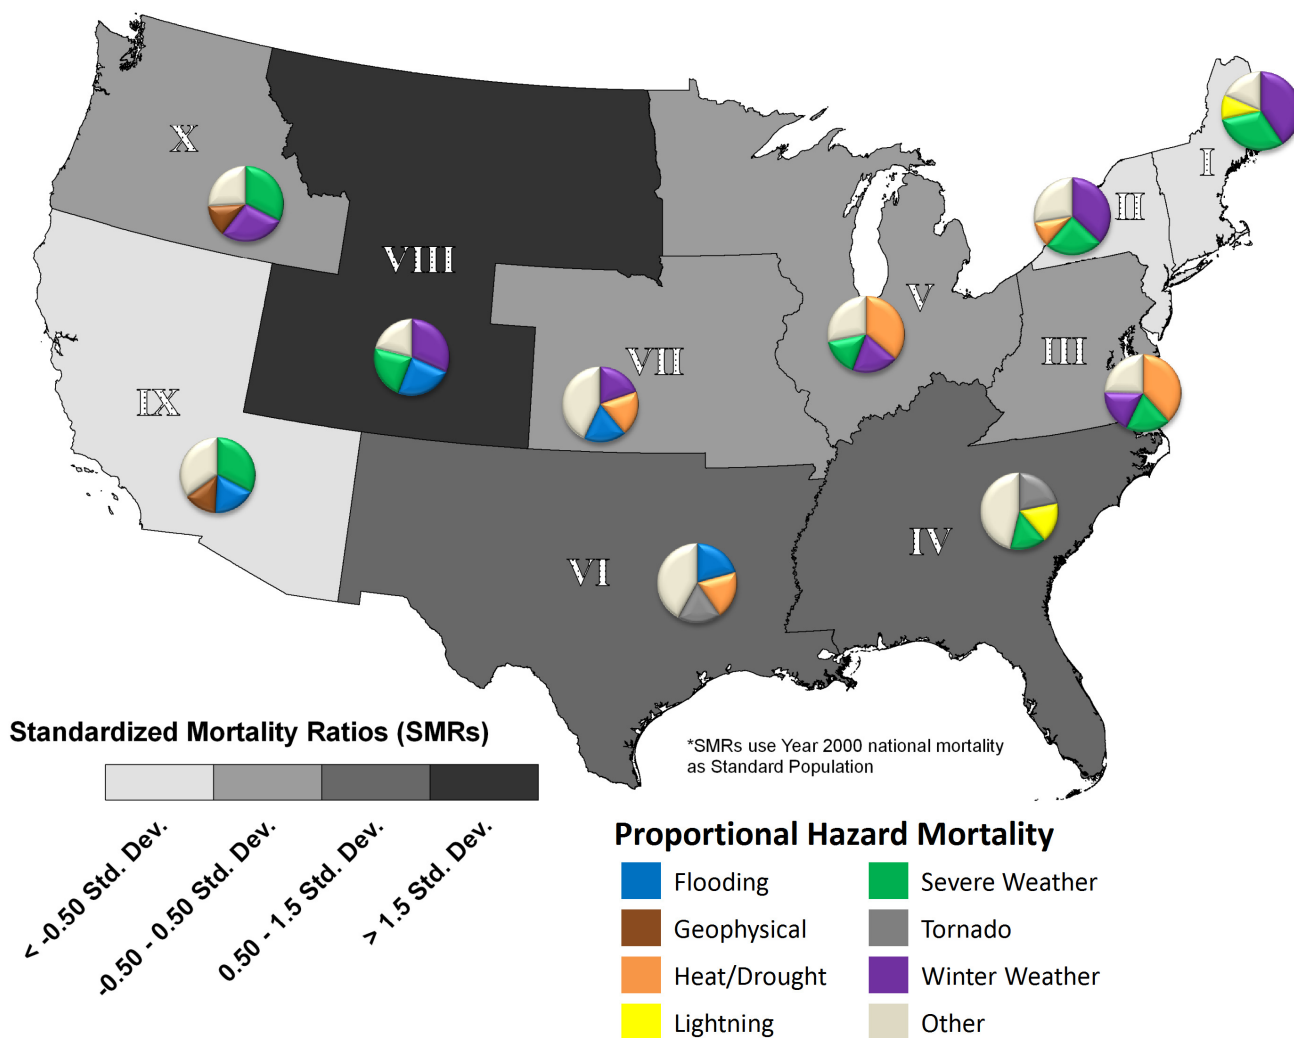 X
I
II
VIII
V
VII
III
IX
IV
VI
Standardized Mortality Ratios (SMRs)
*SMRs use Year 2000 national mortality
as Standard Population
< -0.50 Std. Dev.
-0.50 - 0.50 Std. Dev.
0.50 - 1.5 Std. Dev.
> 1.5 Std. Dev.
Proportional Hazard Mortality
Flooding
Severe Weather
Geophysical
Tornado
Heat/Drought
Winter Weather
Lightning
Other